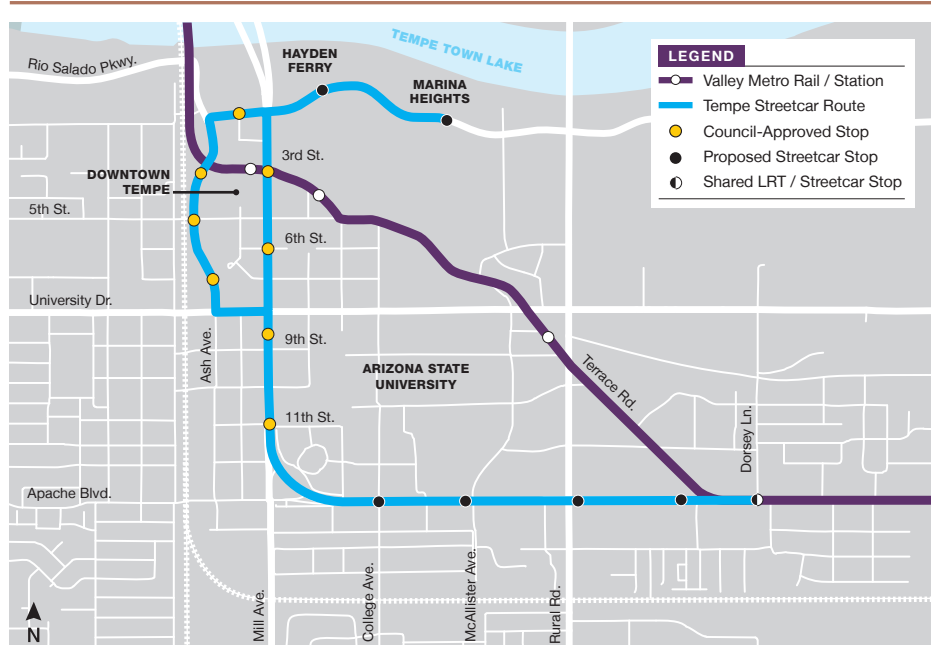 TEMPE TOWN LAKE
HAYDEN
FERRY
Rio Salado Pkwy.
MARINA
HEIGHTS
LEGEND
Valley Metro Rail / Station
Tempe Streetcar Route
Council-Approved Stop
Proposed Streetcar Stop
Shared LRT / Streetcar Stop
3rd St.
DOWNTOWN
TEMPE
5th St.
6th St.
University Dr.
Ash Ave.
9th St.
ARIZONA STATE
UNIVERSITY
Terrace Rd.
11th St.
Dorsey Ln.
Apache Blvd.
Mill Ave.
College Ave.
McAllister Ave.
Rural Rd.
N